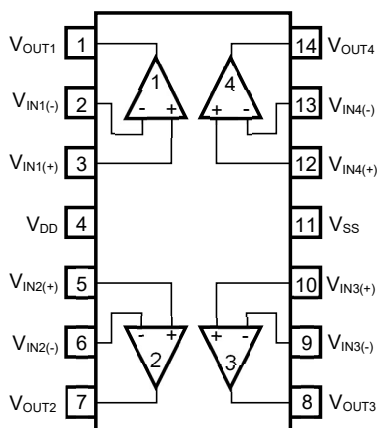 VOUT1 1 14 VOUT4
1 4
VIN1(-) 2 - + + - 13 VIN4(-)
VIN1(+) 3 12 VIN4(+)
VDD 4 11 VSS
VIN2(+) 5 10 VIN3(+)
VIN2(-) 6 - + + - 9 VIN3(-)
2 3
VOUT2 7 8 VOUT3